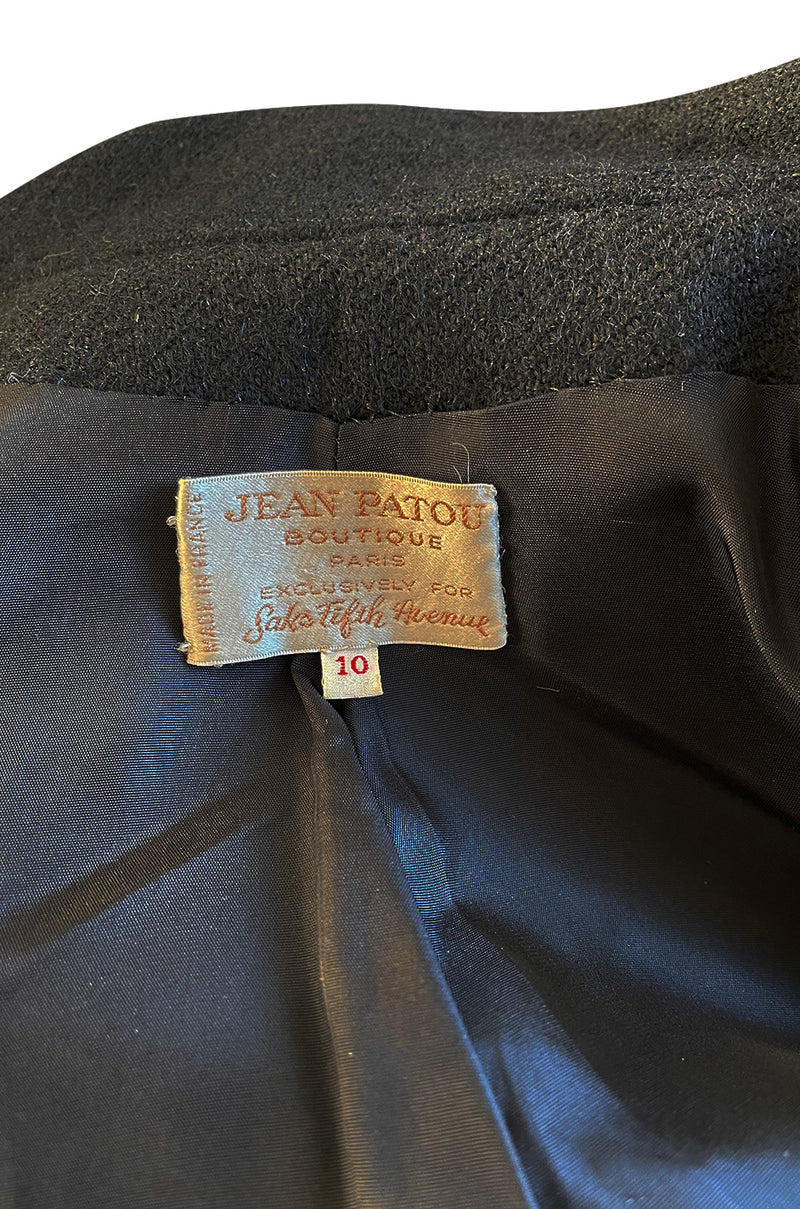 JEAN PATOU
BOUTIQUE
PARIS
EXCLUSIVELY FOR
Saks Fifth Avenue
MADE IN FRANCE
10